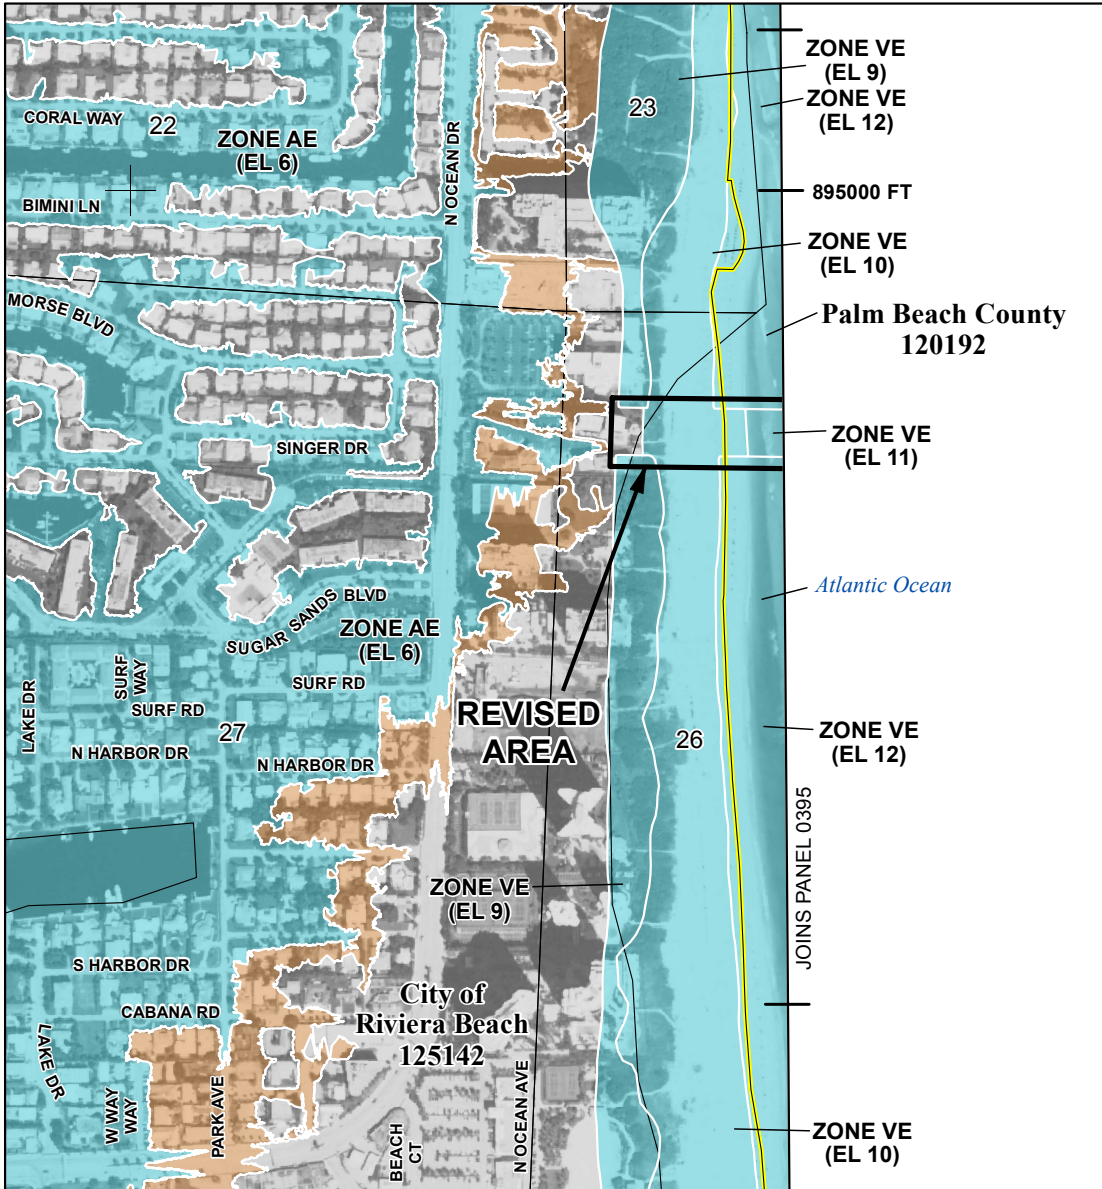 ZONE VE
(EL 9)
ZONE VE
(EL 12)
23
CORAL WAY
22
ZONE AE
(EL 6)
N OCEAN DR
895000 FT
BIMINI LN
ZONE VE
(EL 10)
MORSE BLVD
Palm Beach County
120192
SINGER DR
ZONE VE
(EL 11)
Atlantic Ocean
SUGAR SANDS BLVD
ZONE AE
(EL 6)
LAKE DR
SURF
WAY
SURF RD
SURF RD
27
N HARBOR DR
N HARBOR DR
REVISED
AREA
26
ZONE VE
(EL 12)
JOINS PANEL 0395
ZONE VE
(EL 9)
S HARBOR DR
CABANA RD
City of
Riviera Beach
125142
LAKE DR
W WAY
WAY
PARK AVE
BEACH
CT
N OCEAN AVE
ZONE VE
(EL 10)